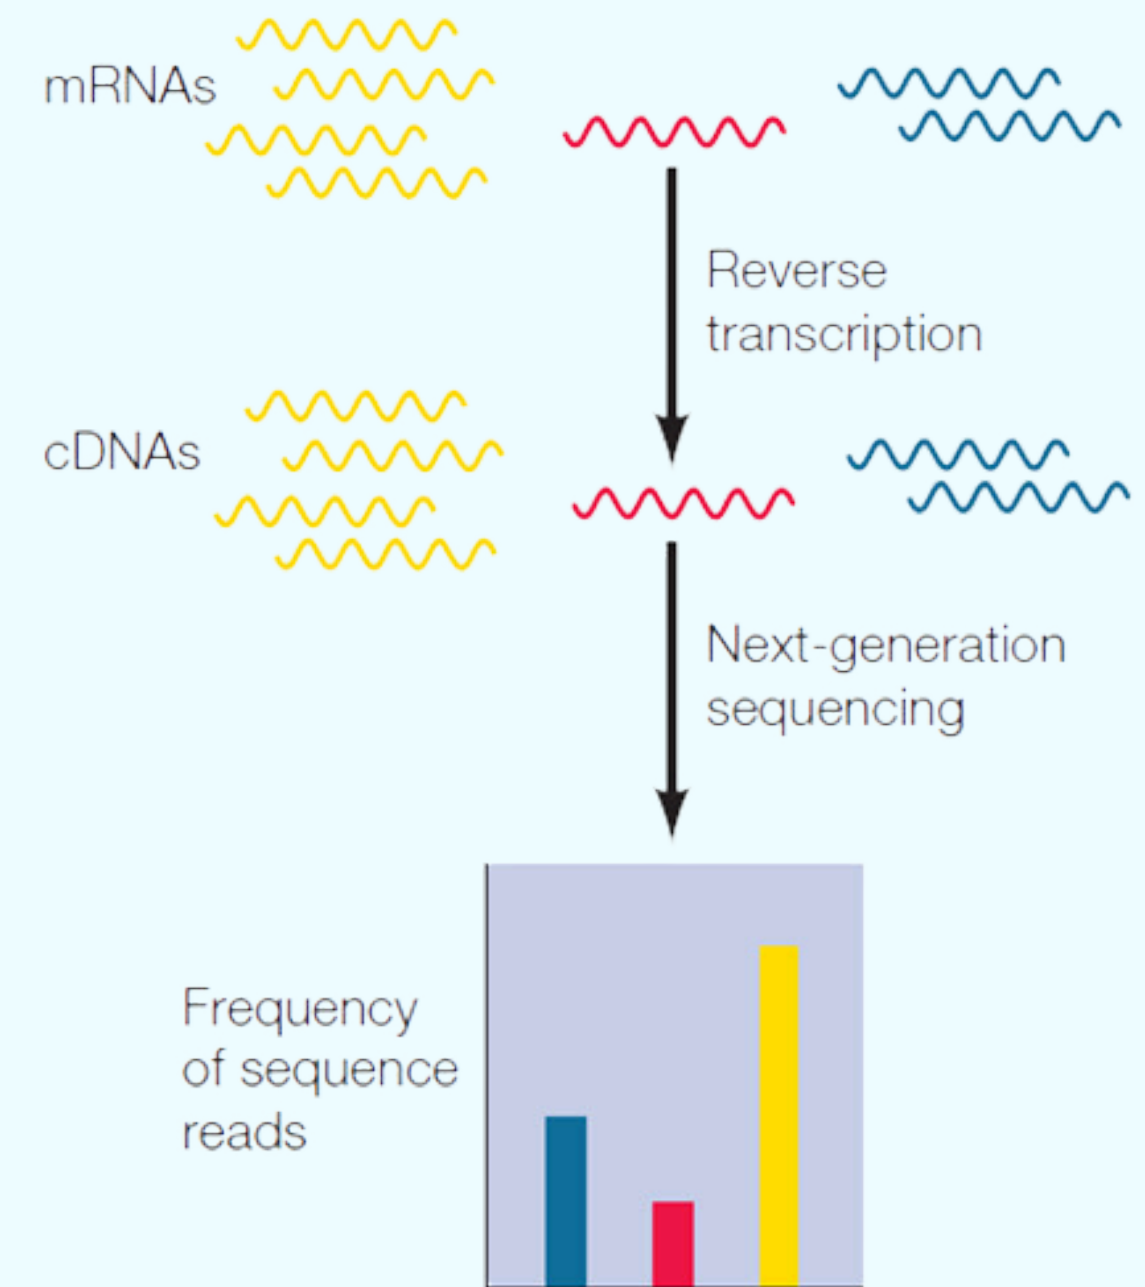 mRNAs
Reverse
transcription
cDNAs
Next-generation
sequencing
Frequency
of sequence
reads